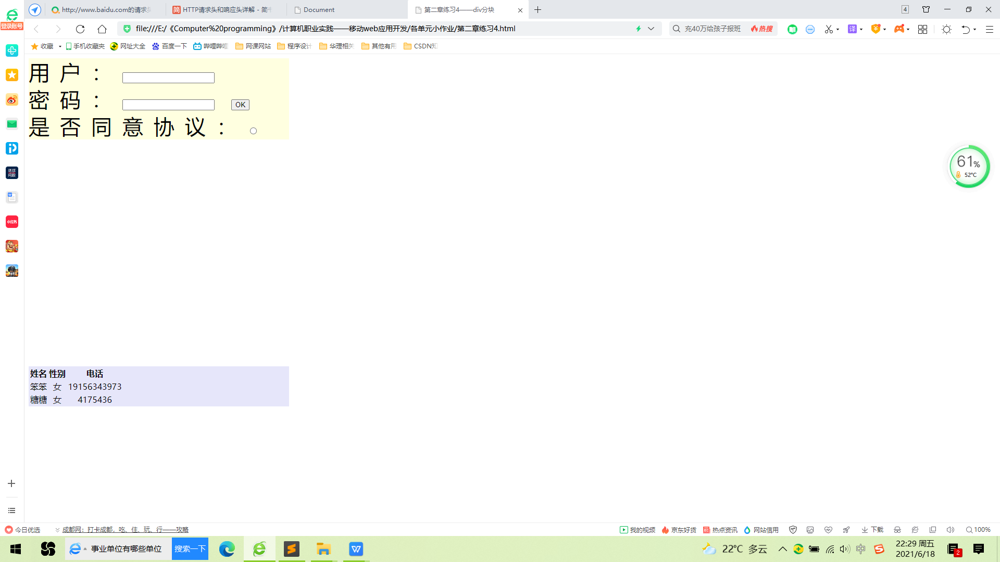 http://www.baidu.com的请求
HTTP请求头和响应头详解 - 简
Document
第二章练习4——div分块
4
登录账号
file:///E:/《Computer%20programming》/计算机职业实践——移动web应用开发/各单元小作业/第二章练习4.html
充40万给孩子报班
热搜
译
收藏
手机收藏夹
网址大全
百度一下
哔哩哔哩
网课网站
程序设计
华理相关
其他有用
CSDN知
用 户 ：
密 码 ：
OK
是 否 同 意 协 议 ：
61%
52℃
环球
网校
小红书
姓名 性别 电话
笨笨 女 19156343973
糖糖 女 4175436
今日优选
成都网：打卡成都，吃、住、玩、行——攻略
我的视频
京东好货
热点资讯
网站信用
下载
100%
事业单位有哪些单位
搜索一下
22℃ 多云
中
22:29 周五
2021/6/18
2